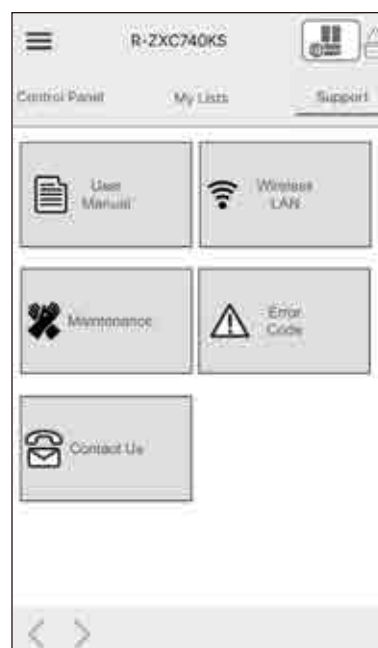 R-ZXC740KS
Control Panel
My Lists
Support
User
Manual
Wireless
LAN
Maintenance
Error
Code
Contact Us